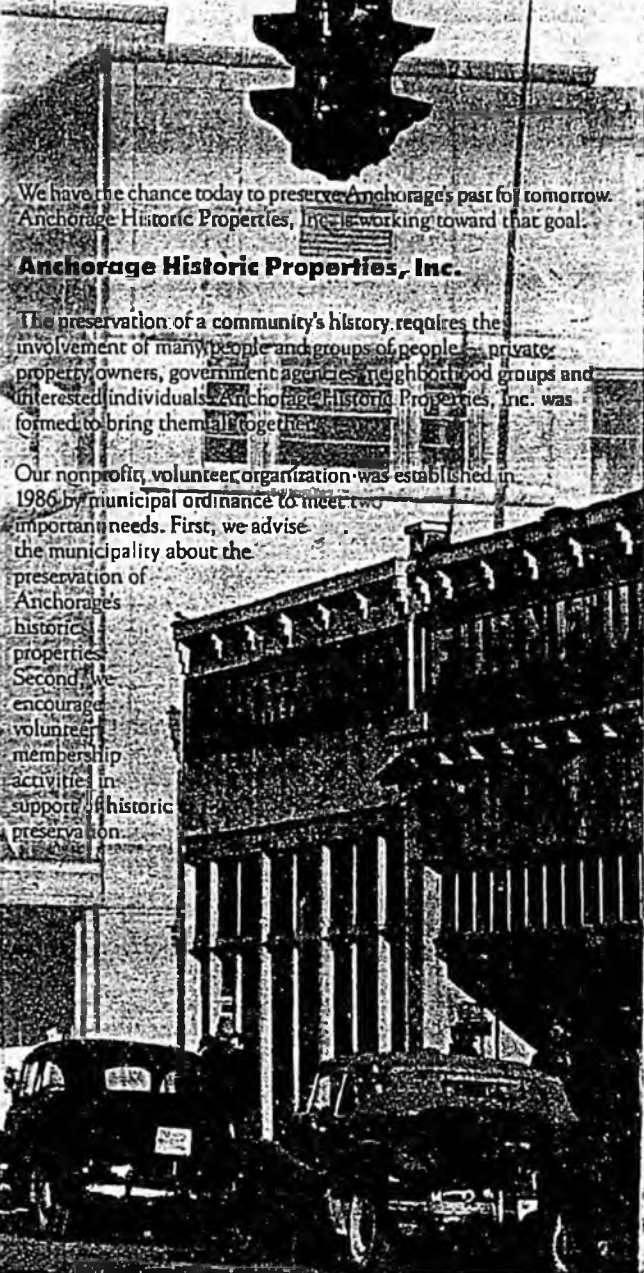 We have the chance today to preserve Anchorage's past for tomorrow.
Anchorage Historic Properties, Inc. is working toward that goal.
Anchorage Historic Properties, Inc.
The preservation of a community's history requires the
involvement of many people and groups of people – private
property owners, government agencies, neighborhood groups and
interested individuals. Anchorage Historic Properties, Inc. was
formed to bring them all together.
Our nonprofit, volunteer organization was established in
1986 by municipal ordinance to meet two
important needs. First, we advise
the municipality about the
preservation of
Anchorage's
historic
properties.
Second, we
encourage
volunteer
membership
activities in
support of historic
preservation.